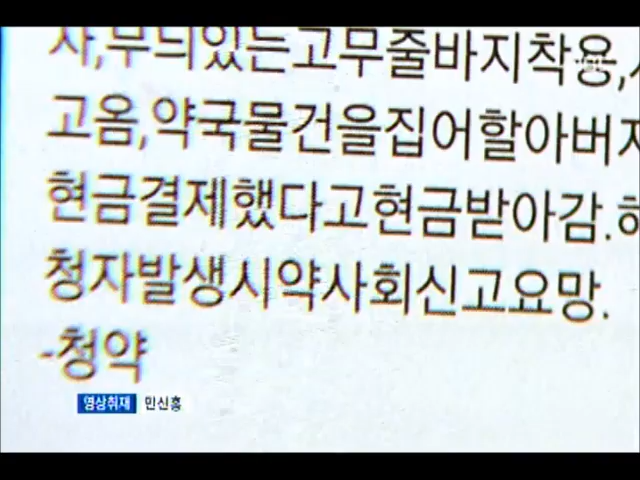 사,무늬있는고무줄바지착용,
고옴,약국물건을집어할아버지
현금결제했다고현금받아감.
청자발생시약사회신고요망.
-청약
영상취재 민신홍